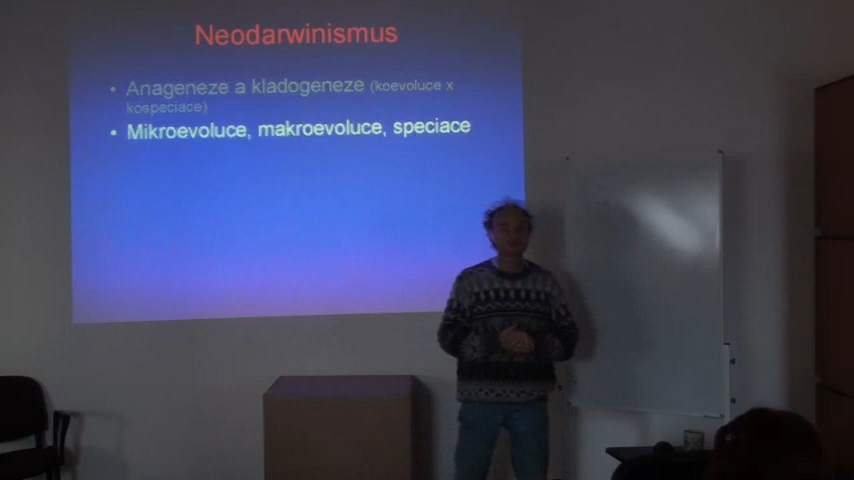 Neodarwinismus
• Anageneze a kladogeneze (koevoluce x
kospeciace)
• Mikroevoluce, makroevoluce, speciace